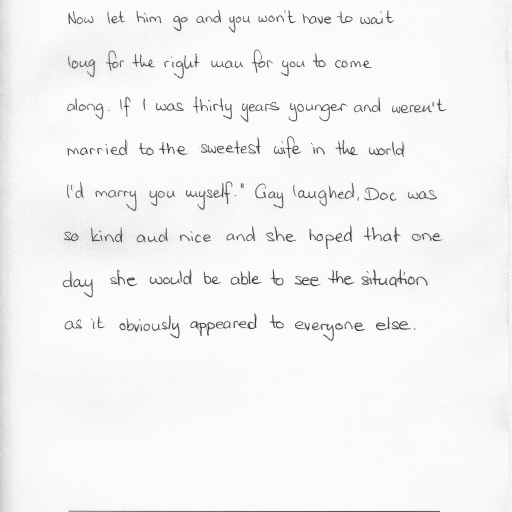 Now let him go and you won't have to wait
long for the right man for you to come
along. If I was thirty years younger and weren't
married to the sweetest wife in the world
I'd marry you myself." Gay laughed, Doc was
so kind and nice and she hoped that one
day she would be able to see the situation
as it obviously appeared to everyone else.